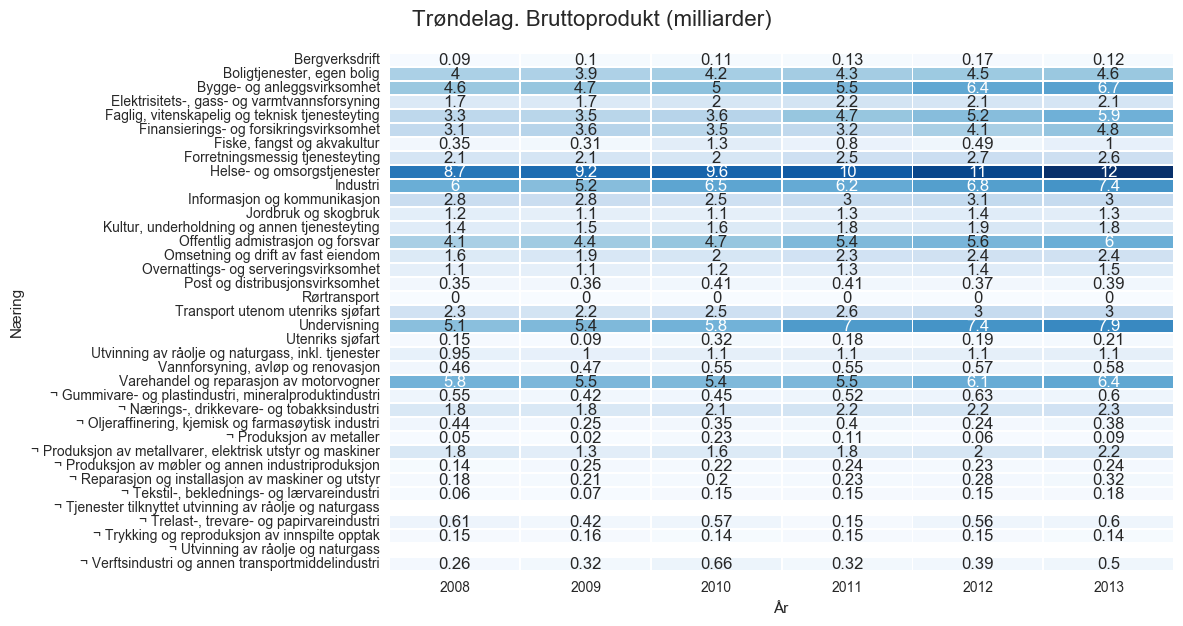 Trøndelag. Bruttoprodukt (milliarder)
Næring
Bergverksdrift 0.09 0.1 0.11 0.13 0.17 0.12
Boligtjenester, egen bolig 4 3.9 4.2 4.3 4.5 4.6
Bygge- og anleggsvirksomhet 4.6 4.7 5 5.5 6.4 6.7
Elektrisitets-, gass- og varmtvannsforsyning 1.7 1.7 2 2.2 2.1 2.1
Faglig, vitenskapelig og teknisk tjenesteyting 3.3 3.5 3.6 4.7 5.2 5.9
Finansierings- og forsikringsvirksomhet 3.1 3.6 3.5 3.2 4.1 4.8
Fiske, fangst og akvakultur 0.35 0.31 1.3 0.8 0.49 1
Forretningsmessig tjenesteyting 2.1 2.1 2 2.5 2.7 2.6
Helse- og omsorgstjenester 8.7 9.2 9.6 10 11 12
Industri 6 5.2 6.5 6.2 6.8 7.4
Informasjon og kommunikasjon 2.8 2.8 2.5 3 3.1 3
Jordbruk og skogbruk 1.2 1.1 1.1 1.3 1.4 1.3
Kultur, underholdning og annen tjenesteyting 1.4 1.5 1.6 1.8 1.9 1.8
Offentlig admistrasjon og forsvar 4.1 4.4 4.7 5.4 5.6 6
Omsetning og drift av fast eiendom 1.6 1.9 2 2.3 2.4 2.4
Overnattings- og serveringsvirksomhet 1.1 1.1 1.2 1.3 1.4 1.5
Post og distribusjonsvirksomhet 0.35 0.36 0.41 0.41 0.37 0.39
Rørtransport 0 0 0 0 0 0
Transport utenom utenriks sjøfart 2.3 2.2 2.5 2.6 3 3
Undervisning 5.1 5.4 5.8 7 7.4 7.9
Utenriks sjøfart 0.15 0.09 0.32 0.18 0.19 0.21
Utvinning av råolje og naturgass, inkl. tjenester 0.95 1 1.1 1.1 1.1 1.1
Vannforsyning, avløp og renovasjon 0.46 0.47 0.55 0.55 0.57 0.58
Varehandel og reparasjon av motorvogner 5.8 5.5 5.4 5.5 6.1 6.4
¬ Gummivare- og plastindustri, mineralproduktindustri 0.55 0.42 0.45 0.52 0.63 0.6
¬ Nærings-, drikkevare- og tobakksindustri 1.8 1.8 2.1 2.2 2.2 2.3
¬ Oljeraffinering, kjemisk og farmasøytisk industri 0.44 0.25 0.35 0.4 0.24 0.38
¬ Produksjon av metaller 0.05 0.02 0.23 0.11 0.06 0.09
¬ Produksjon av metallvarer, elektrisk utstyr og maskiner 1.8 1.3 1.6 1.8 2 2.2
¬ Produksjon av møbler og annen industriproduksjon 0.14 0.25 0.22 0.24 0.23 0.24
¬ Reparasjon og installasjon av maskiner og utstyr 0.18 0.21 0.2 0.23 0.28 0.32
¬ Tekstil-, beklednings- og lærvareindustri 0.06 0.07 0.15 0.15 0.15 0.18
¬ Tjenester tilknyttet utvinning av råolje og naturgass
¬ Trelast-, trevare- og papirvareindustri 0.61 0.42 0.57 0.15 0.56 0.6
¬ Trykking og reproduksjon av innspilte opptak 0.15 0.16 0.14 0.15 0.15 0.14
¬ Utvinning av råolje og naturgass
¬ Verftsindustri og annen transportmiddelindustri 0.26 0.32 0.66 0.32 0.39 0.5
2008 2009 2010 2011 2012 2013
År